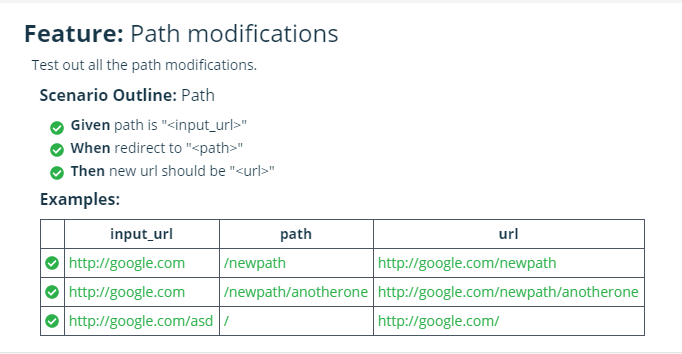 Feature: Path modifications
Test out all the path modifications.
Scenario Outline: Path
Given path is "<input_url>"
When redirect to "<path>"
Then new url should be "<url>"
Examples:
input_url path url
http://google.com /newpath http://google.com/newpath
http://google.com /newpath/anotherone http://google.com/newpath/anotherone
http://google.com/asd / http://google.com/